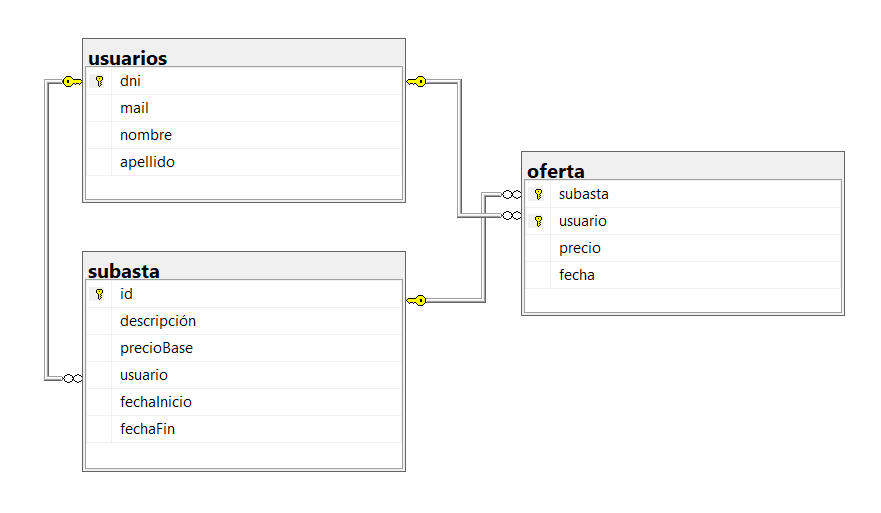 usuarios
dni
mail
nombre
apellido
subasta
id
descripción
precioBase
usuario
fechaInicio
fechaFin
oferta
subasta
usuario
precio
fecha